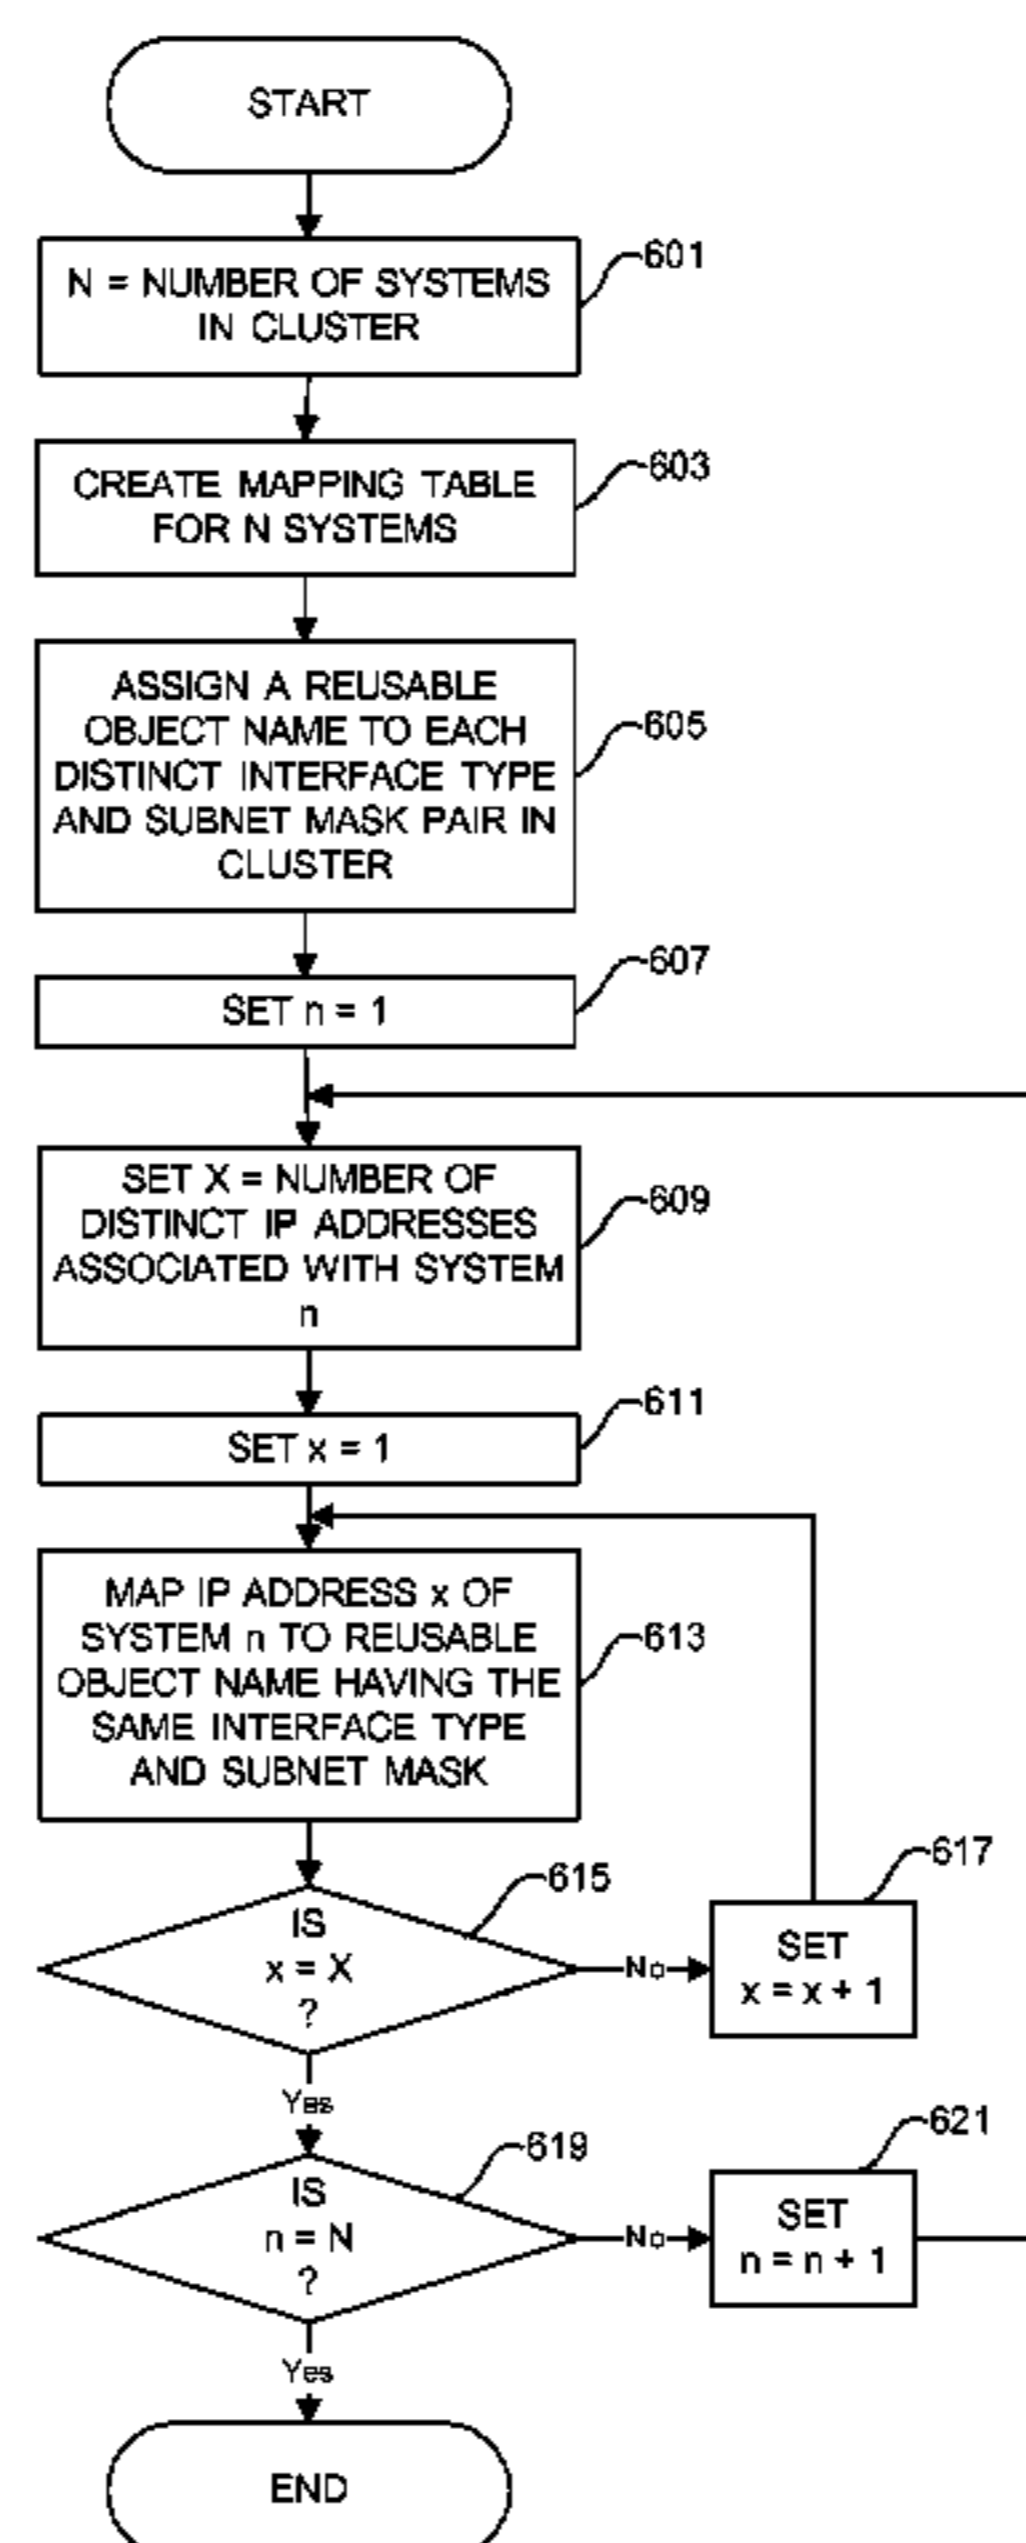 START
N = NUMBER OF SYSTEMS
IN CLUSTER
601
CREATE MAPPING TABLE
FOR N SYSTEMS
603
ASSIGN A REUSABLE
OBJECT NAME TO EACH
DISTINCT INTERFACE TYPE
AND SUBNET MASK PAIR IN
CLUSTER
605
SET n = 1
607
SET X = NUMBER OF
DISTINCT IP ADDRESSES
ASSOCIATED WITH SYSTEM
n
609
SET x = 1
611
MAP IP ADDRESS x OF
SYSTEM n TO REUSABLE
OBJECT NAME HAVING THE
SAME INTERFACE TYPE
AND SUBNET MASK
613
IS
x = X
?
615
No
SET
x = x + 1
617
Yes
IS
n = N
?
619
No
SET
n = n + 1
621
Yes
END